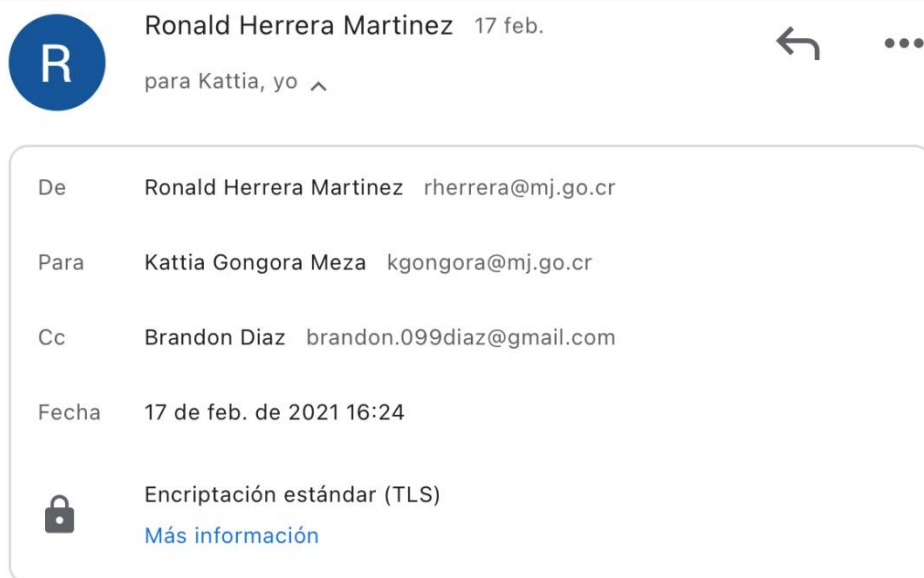 R
Ronald Herrera Martinez 17 feb.
para Kattia, yo
De Ronald Herrera Martinez rherrera@mj.go.cr
Para Kattia Gongora Meza kgongora@mj.go.cr
Cc Brandon Diaz brandon.099diaz@gmail.com
Fecha 17 de feb. de 2021 16:24
Encriptación estándar (TLS)
Más información